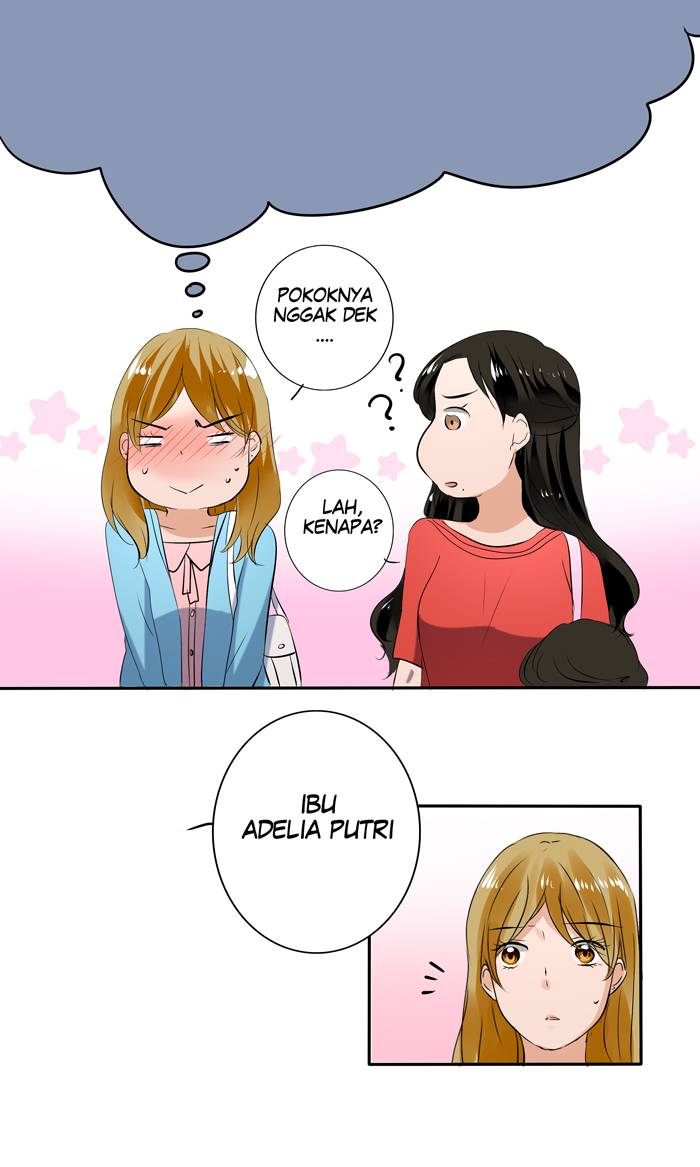 POKOKNYA
NGGAK DEK
....
?
?
LAH,
KENAPA?
IBU
ADELIA PUTRI